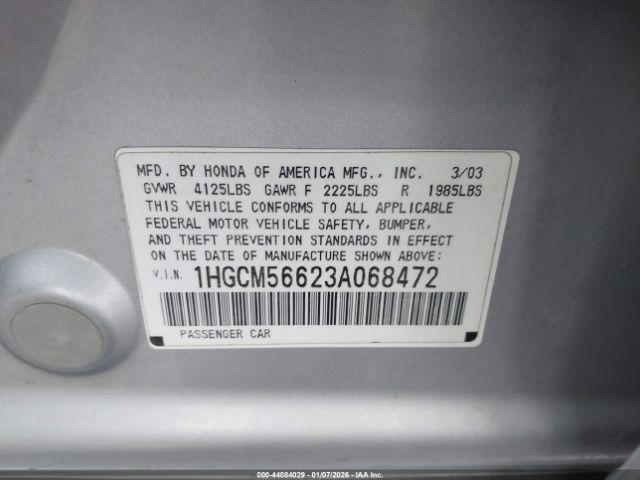 MFD. BY HONDA OF AMERICA MFG., INC. 3/03
GVWR 4125LBS GAWR F 2225LBS R 1985LBS
THIS VEHICLE CONFORMS TO ALL APPLICABLE
FEDERAL MOTOR VEHICLE SAFETY, BUMPER,
AND THEFT PREVENTION STANDARDS IN EFFECT
ON THE DATE OF MANUFACTURE SHOWN ABOVE:
V.I.N. 1HGCM56623A068472
PASSENGER CAR
000-44084029 | 01/07/2026 | IAA Inc